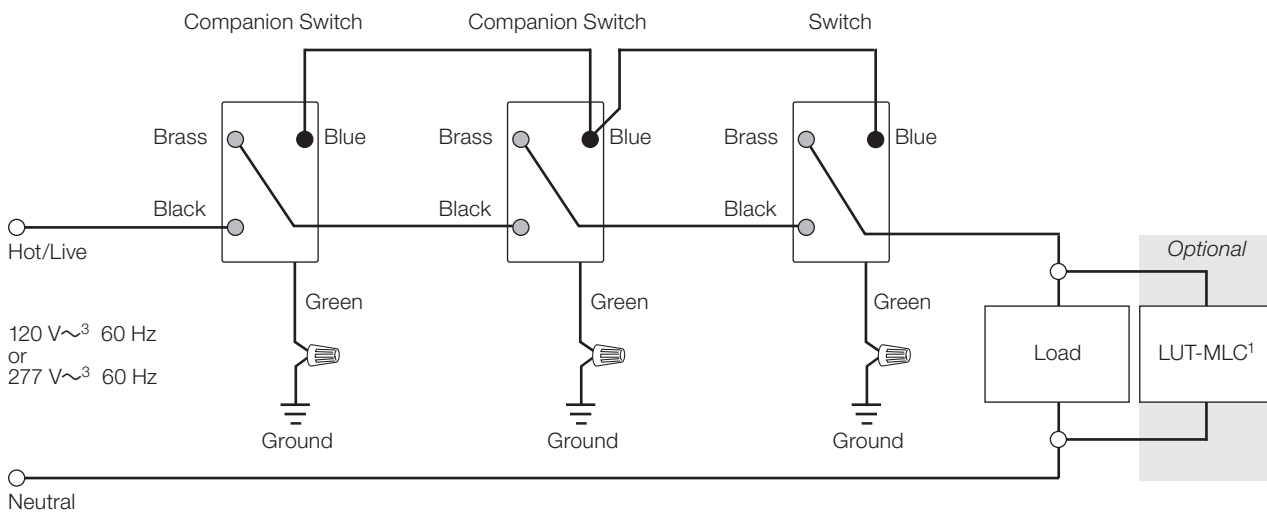 Companion Switch
Companion Switch
Switch
Brass
Blue
Brass
Blue
Brass
Blue
Black
Black
Black
Hot/Live
Optional
Green
Green
Green
120 V~³ 60 Hz
or
277 V~³ 60 Hz
Load
LUT-MLC¹
Ground
Ground
Ground
Neutral